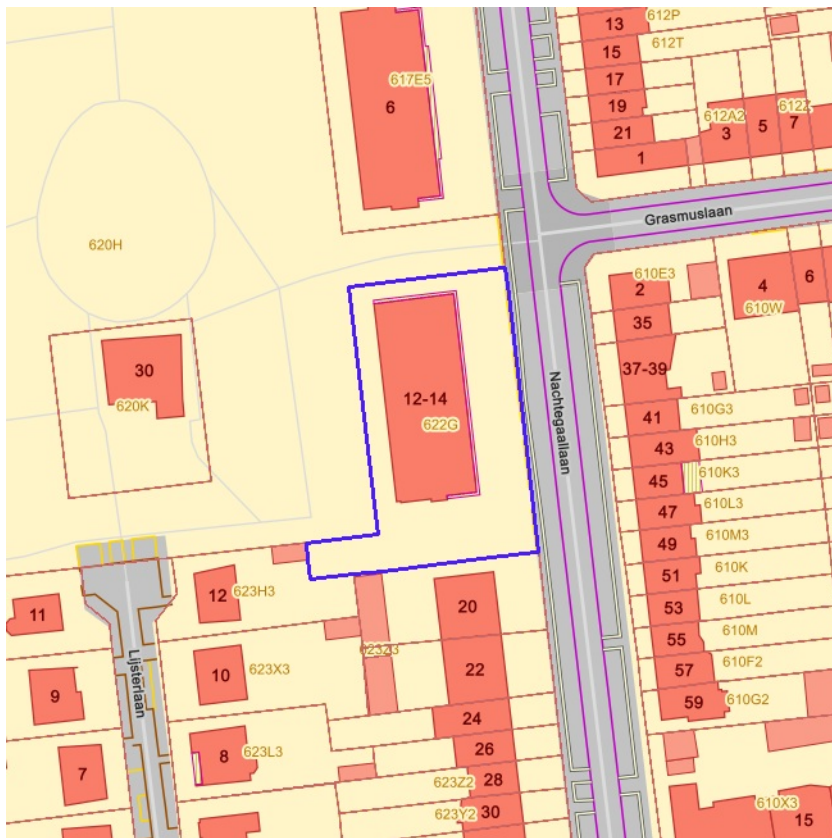 13
612P
15
612T
17
617E5
6
19
612A2
612Z
21
3
5
7
1
Grasmuslaan
620H
610E3
2
4
6
610W
35
30
37-39
Nachtegaallaan
12-14
620K
622G
41
610G3
43
610H3
45
610K3
47
610L3
49
610M3
51
610K
12
623H3
20
11
53
610L
55
610M
623Z3
Lijsterlaan
10
623X3
22
57
610F2
9
59
610G2
24
8
623L3
26
7
623Z2
28
610X3
623Y2
30
15